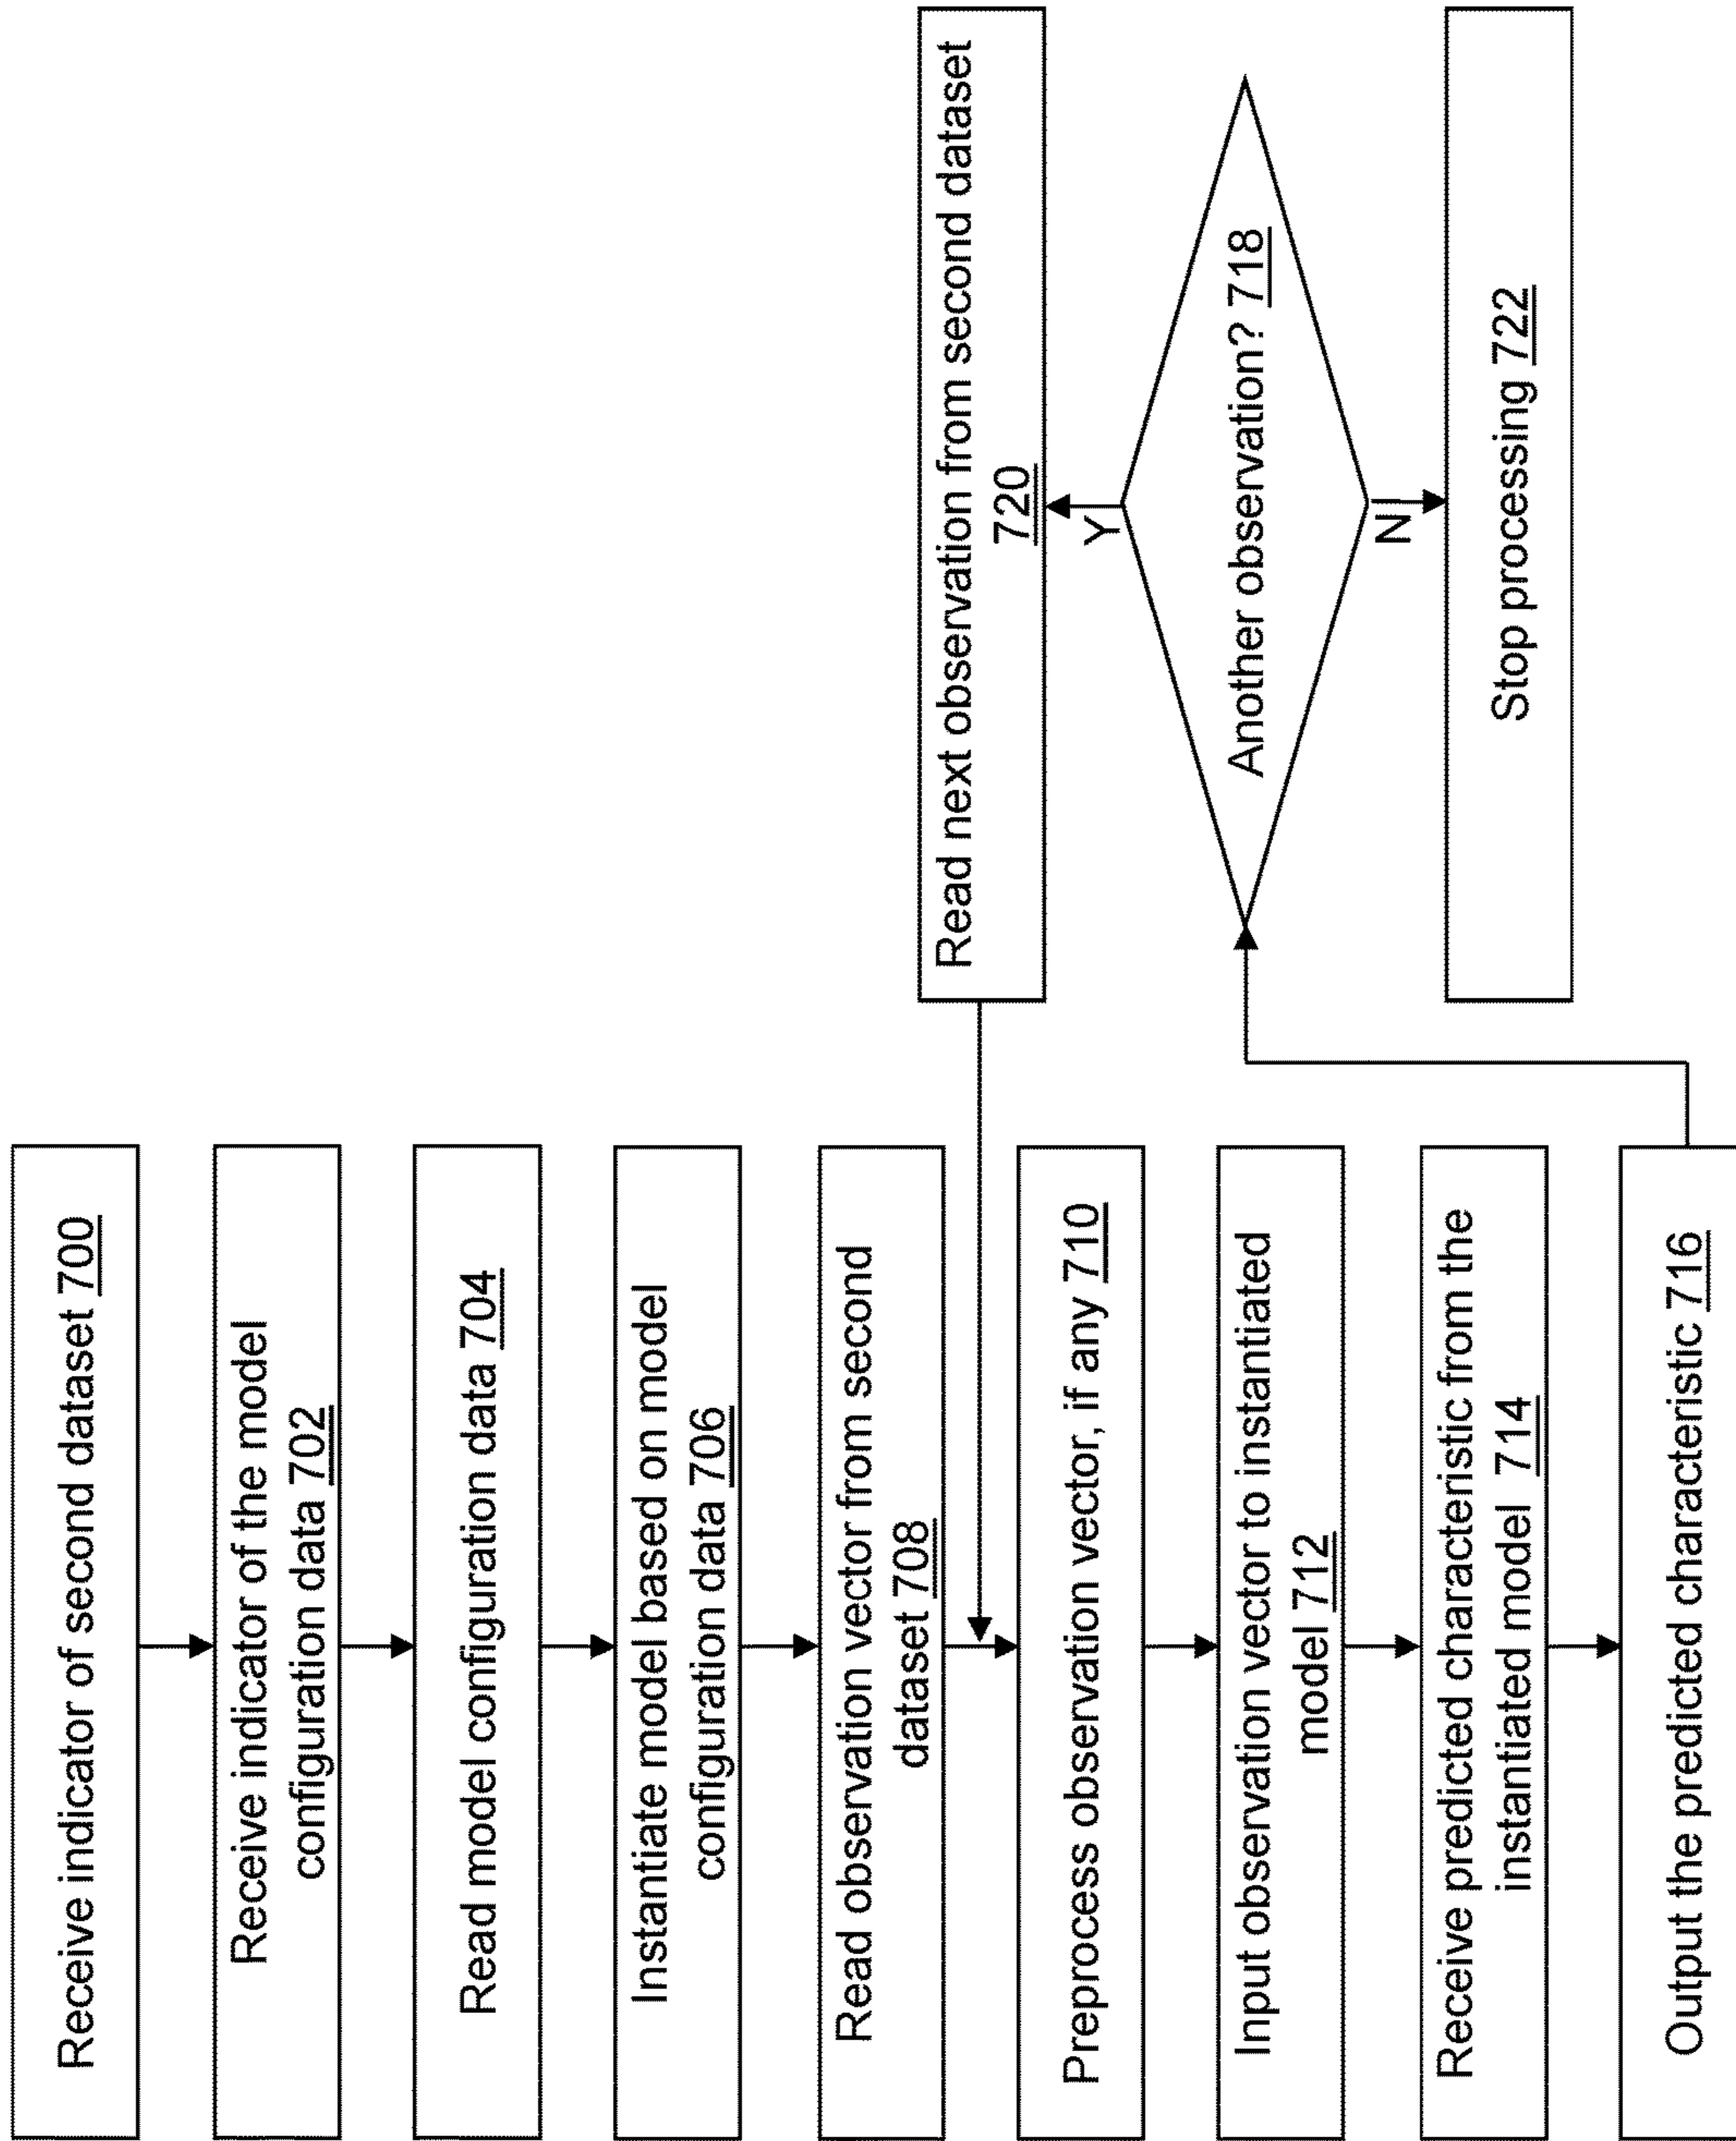 Receive indicator of second dataset 700
Receive indicator of the model
configuration data 702
Read model configuration data 704
Instantiate model based on model
configuration data 706
Read observation vector from second
dataset 708
Preprocess observation vector, if any 710
Input observation vector to instantiated
model 712
Receive predicted characteristic from the
instantiated model 714
Output the predicted characteristic 716
Read next observation from second dataset
720
Y
Another observation? 718
N
Stop processing 722